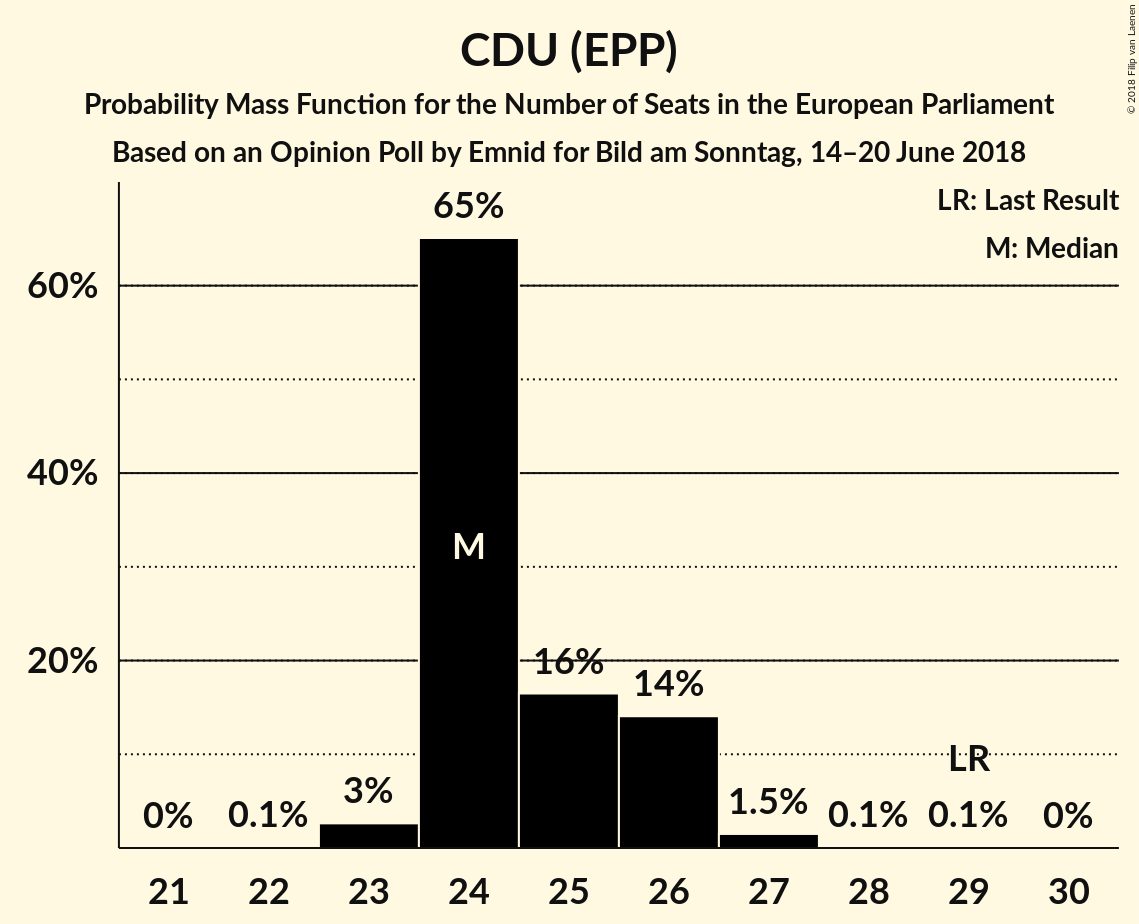 CDU (EPP)
Probability Mass Function for the Number of Seats in the European Parliament
Based on an Opinion Poll by Emnid for Bild am Sonntag, 14–20 June 2018
© 2018 Filip van Laenen
LR: Last Result
M: Median
65%
60%
40%
M
20%
16%
14%
LR
0%
0.1%
3%
1.5%
0.1%
0.1%
0%
21 22 23 24 25 26 27 28 29 30